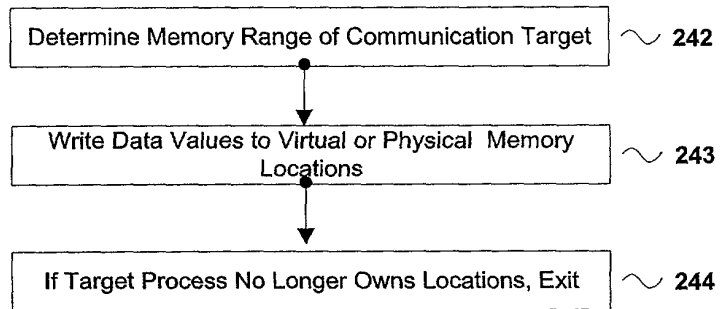 Determine Memory Range of Communication Target 242
Write Data Values to Virtual or Physical Memory
Locations
243
If Target Process No Longer Owns Locations, Exit 244